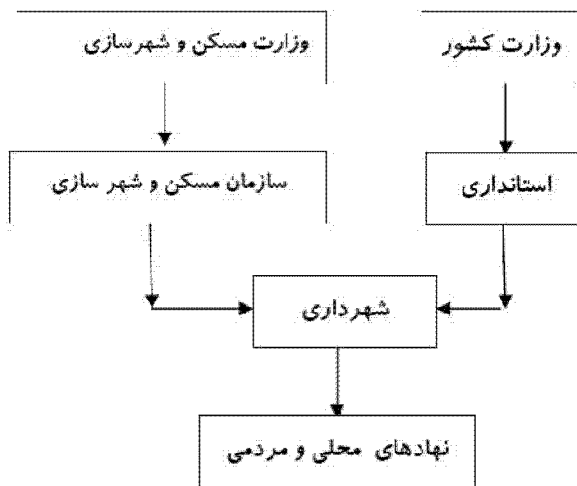 وزارت کشور
وزارت مسکن و شهرسازی
استانداری
سازمان مسکن و شهر سازی
شهرداری
نهادهای محلی و مردمی